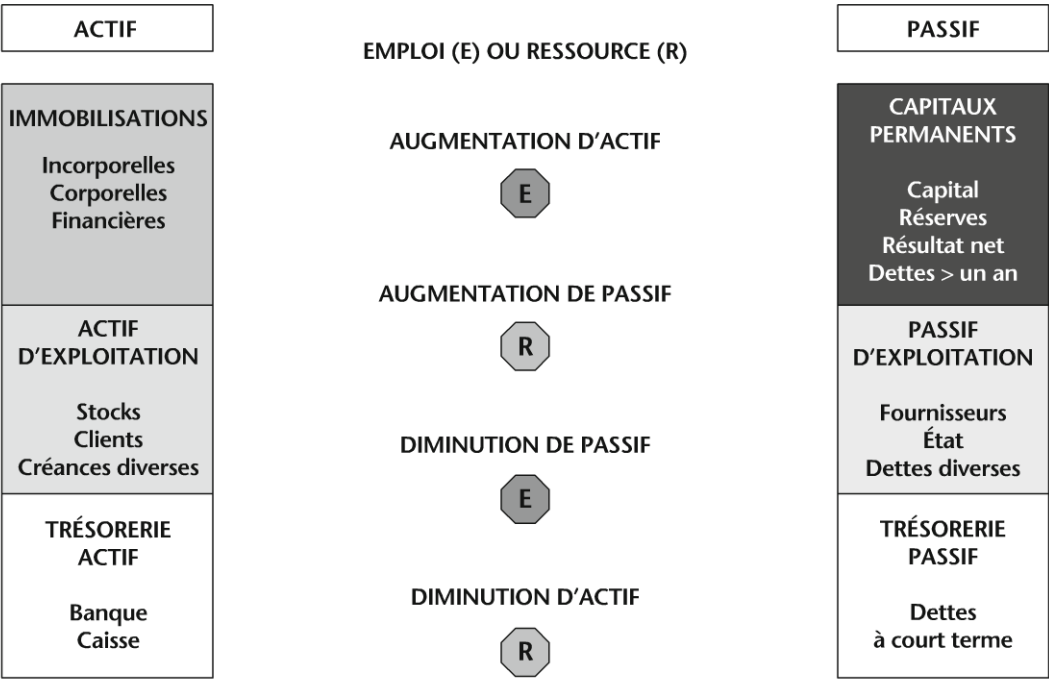 ACTIF
IMMOBILISATIONS
Incorporelles
Corporelles
Financières
ACTIF
D'EXPLOITATION
Stocks
Clients
Créances diverses
TRÉSORERIE
ACTIF
Banque
Caisse
EMPLOI (E) OU RESSOURCE (R)
AUGMENTATION D'ACTIF
E
AUGMENTATION DE PASSIF
R
DIMINUTION DE PASSIF
E
DIMINUTION D'ACTIF
R
PASSIF
CAPITAUX
PERMANENTS
Capital
Réserves
Résultat net
Dettes > un an
PASSIF
D'EXPLOITATION
Fournisseurs
État
Dettes diverses
TRÉSORERIE
PASSIF
Dettes
à court terme